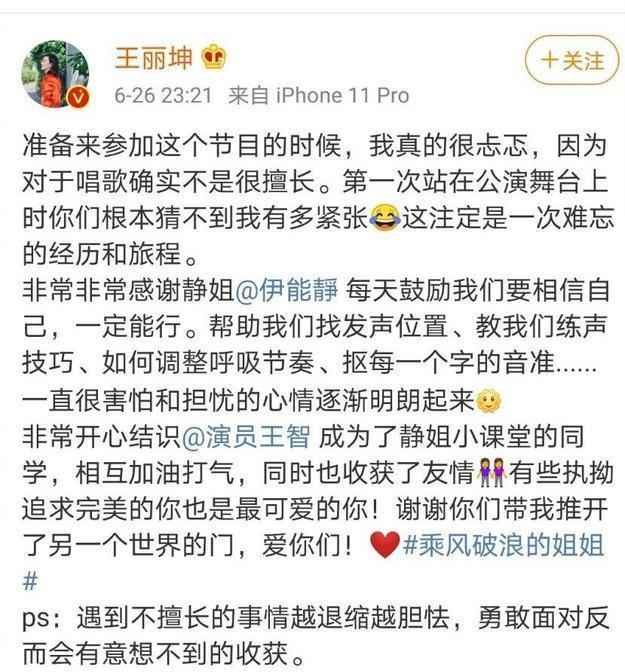 王丽坤
+关注
6-26 23:21 来自 iPhone 11 Pro
准备来参加这个节目的时候，我真的很忐忑，因为
对于唱歌确实不是很擅长。第一次站在公演舞台上
时你们根本猜不到我有多紧张😂这注定是一次难忘
的经历和旅程。
非常非常感谢静姐@伊能靜 每天鼓励我们要相信自
己，一定能行。帮助我们找发声位置、教我们练声
技巧、如何调整呼吸节奏、抠每一个字的音准......
一直很害怕和担忧的心情逐渐明朗起来🌞
非常开心结识@演员王智 成为了静姐小课堂的同
学，相互加油打气，同时也收获了友情👭有些执拗
追求完美的你也是最可爱的你！谢谢你们带我推开
了另一个世界的门，爱你们！❤️#乘风破浪的姐姐
#
ps：遇到不擅长的事情越退缩越胆怯，勇敢面对反
而会有意想不到的收获。